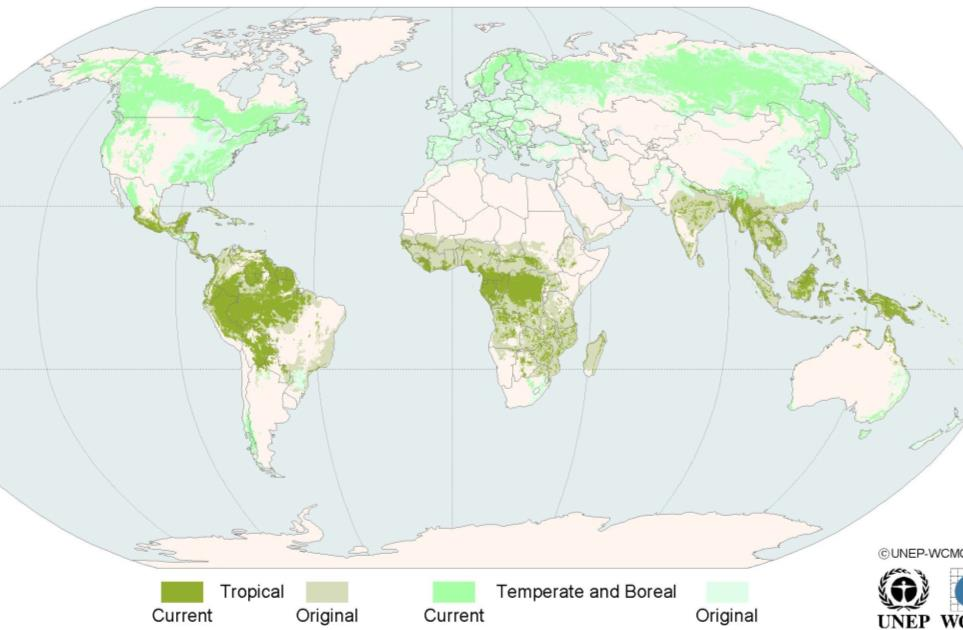 ©UNEP-WCMC
Tropical
Temperate and Boreal
Current
Original
Current
Original
UNEP